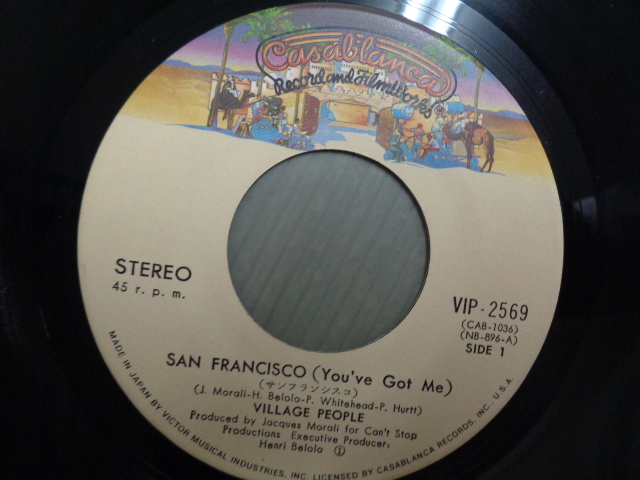 Casablanca
Record and FilmWorks
STEREO
45 r. p. m.
VIP-2569
(CAB-1036)
(NB-896-A)
SIDE 1
SAN FRANCISCO (You've Got Me)
(サンフランシスコ)
(J. Morali-H. Belolo-P. Whitehead-P. Hurtt)
VILLAGE PEOPLE
Produced by Jacques Morali for Can't Stop
Productions Executive Producer:
Henri Belolo ①
MADE IN JAPAN BY VICTOR MUSICAL INDUSTRIES, INC. LICENSED BY CASABLANCA RECORDS, INC., U.S.A.